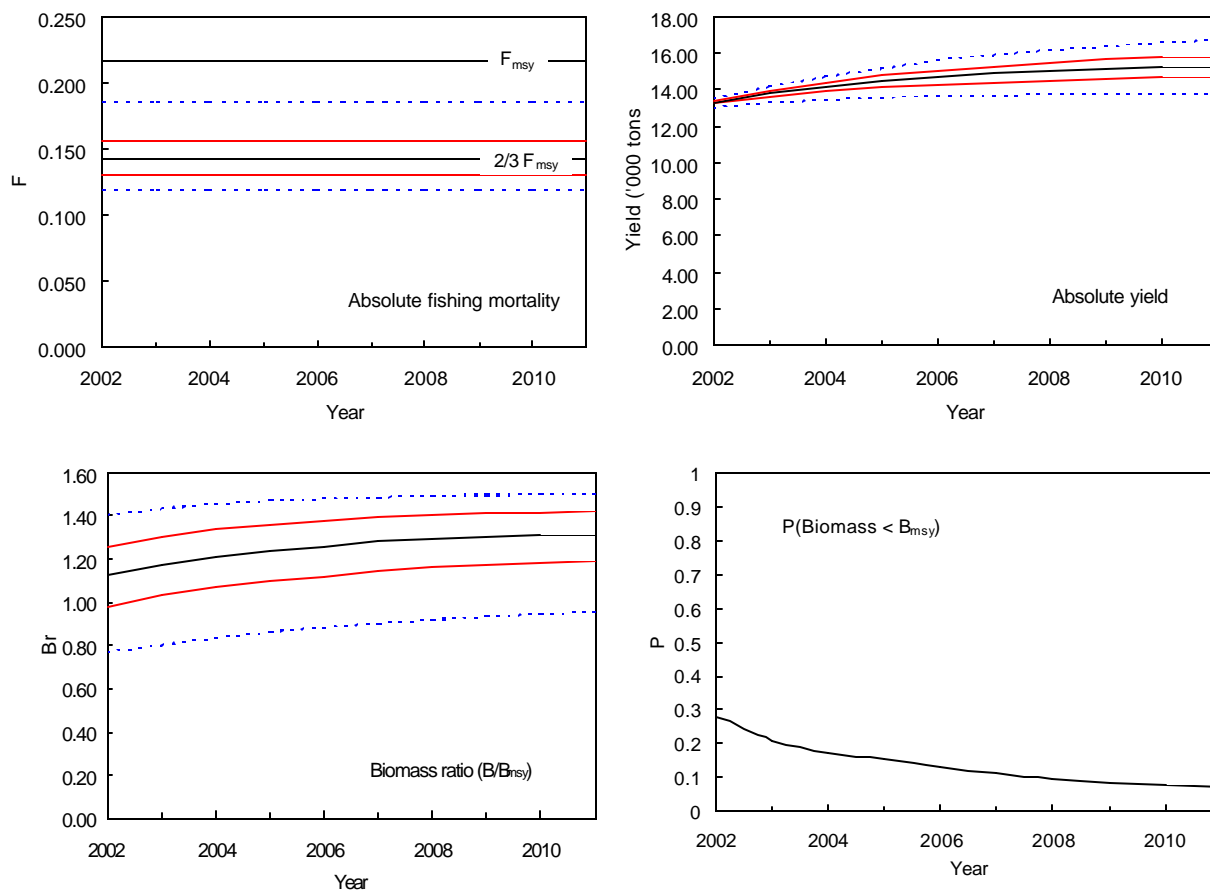 0.250
0.200
0.150
0.100
0.050
0.000
F
Fmsy
2/3 Fmsy
Absolute fishing mortality
2002 2004 2006 2008 2010
Year
18.00
16.00
14.00
12.00
10.00
8.00
6.00
4.00
2.00
0.00
Yield ('000 tons
Absolute yield
2002 2004 2006 2008 2010
Year
1.60
1.40
1.20
1.00
0.80
0.60
0.40
0.20
0.00
Br
Biomass ratio (B/Bmsy)
2002 2004 2006 2008 2010
Year
1
0.9
0.8
0.7
0.6
0.5
0.4
0.3
0.2
0.1
0
P
P(Biomass < Bmsy)
2002 2004 2006 2008 2010
Year